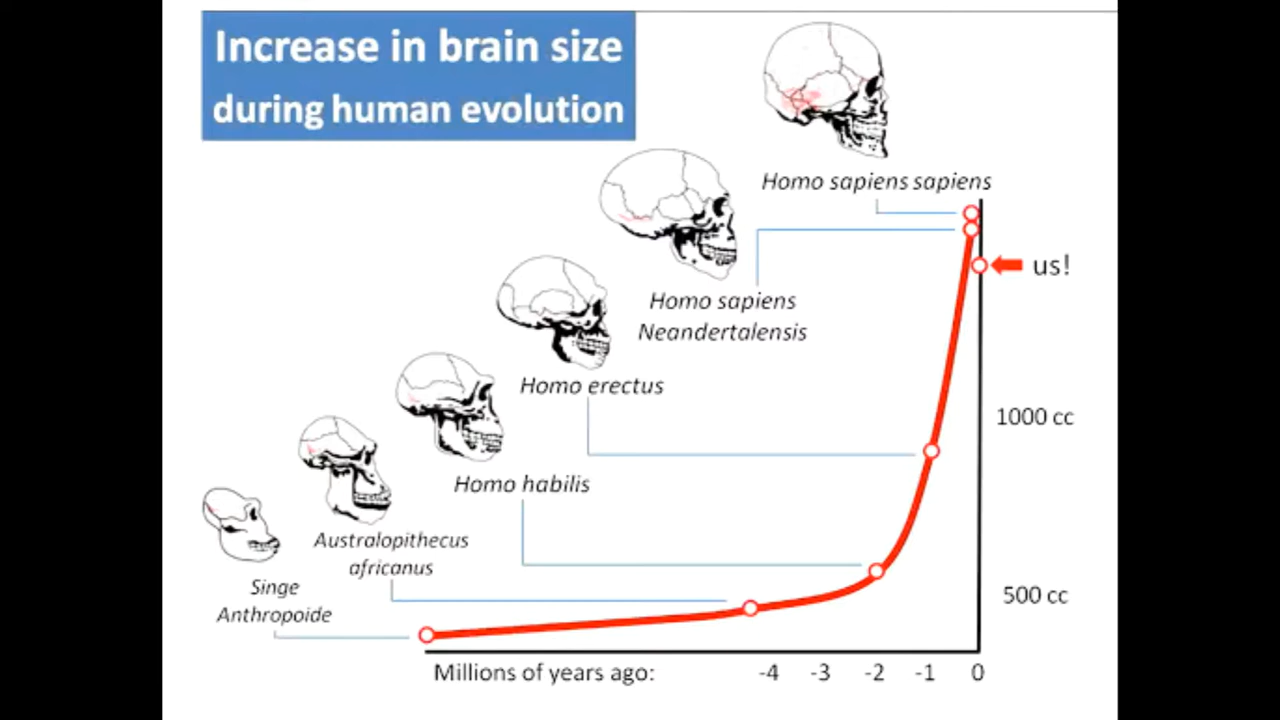 Increase in brain size
during human evolution
Homo sapiens sapiens
us!
Homo sapiens
Neandertalensis
Homo erectus
1000 cc
Homo habilis
Australopithecus
africanus
Singe
Anthropoide
500 cc
Millions of years ago: -4 -3 -2 -1 0